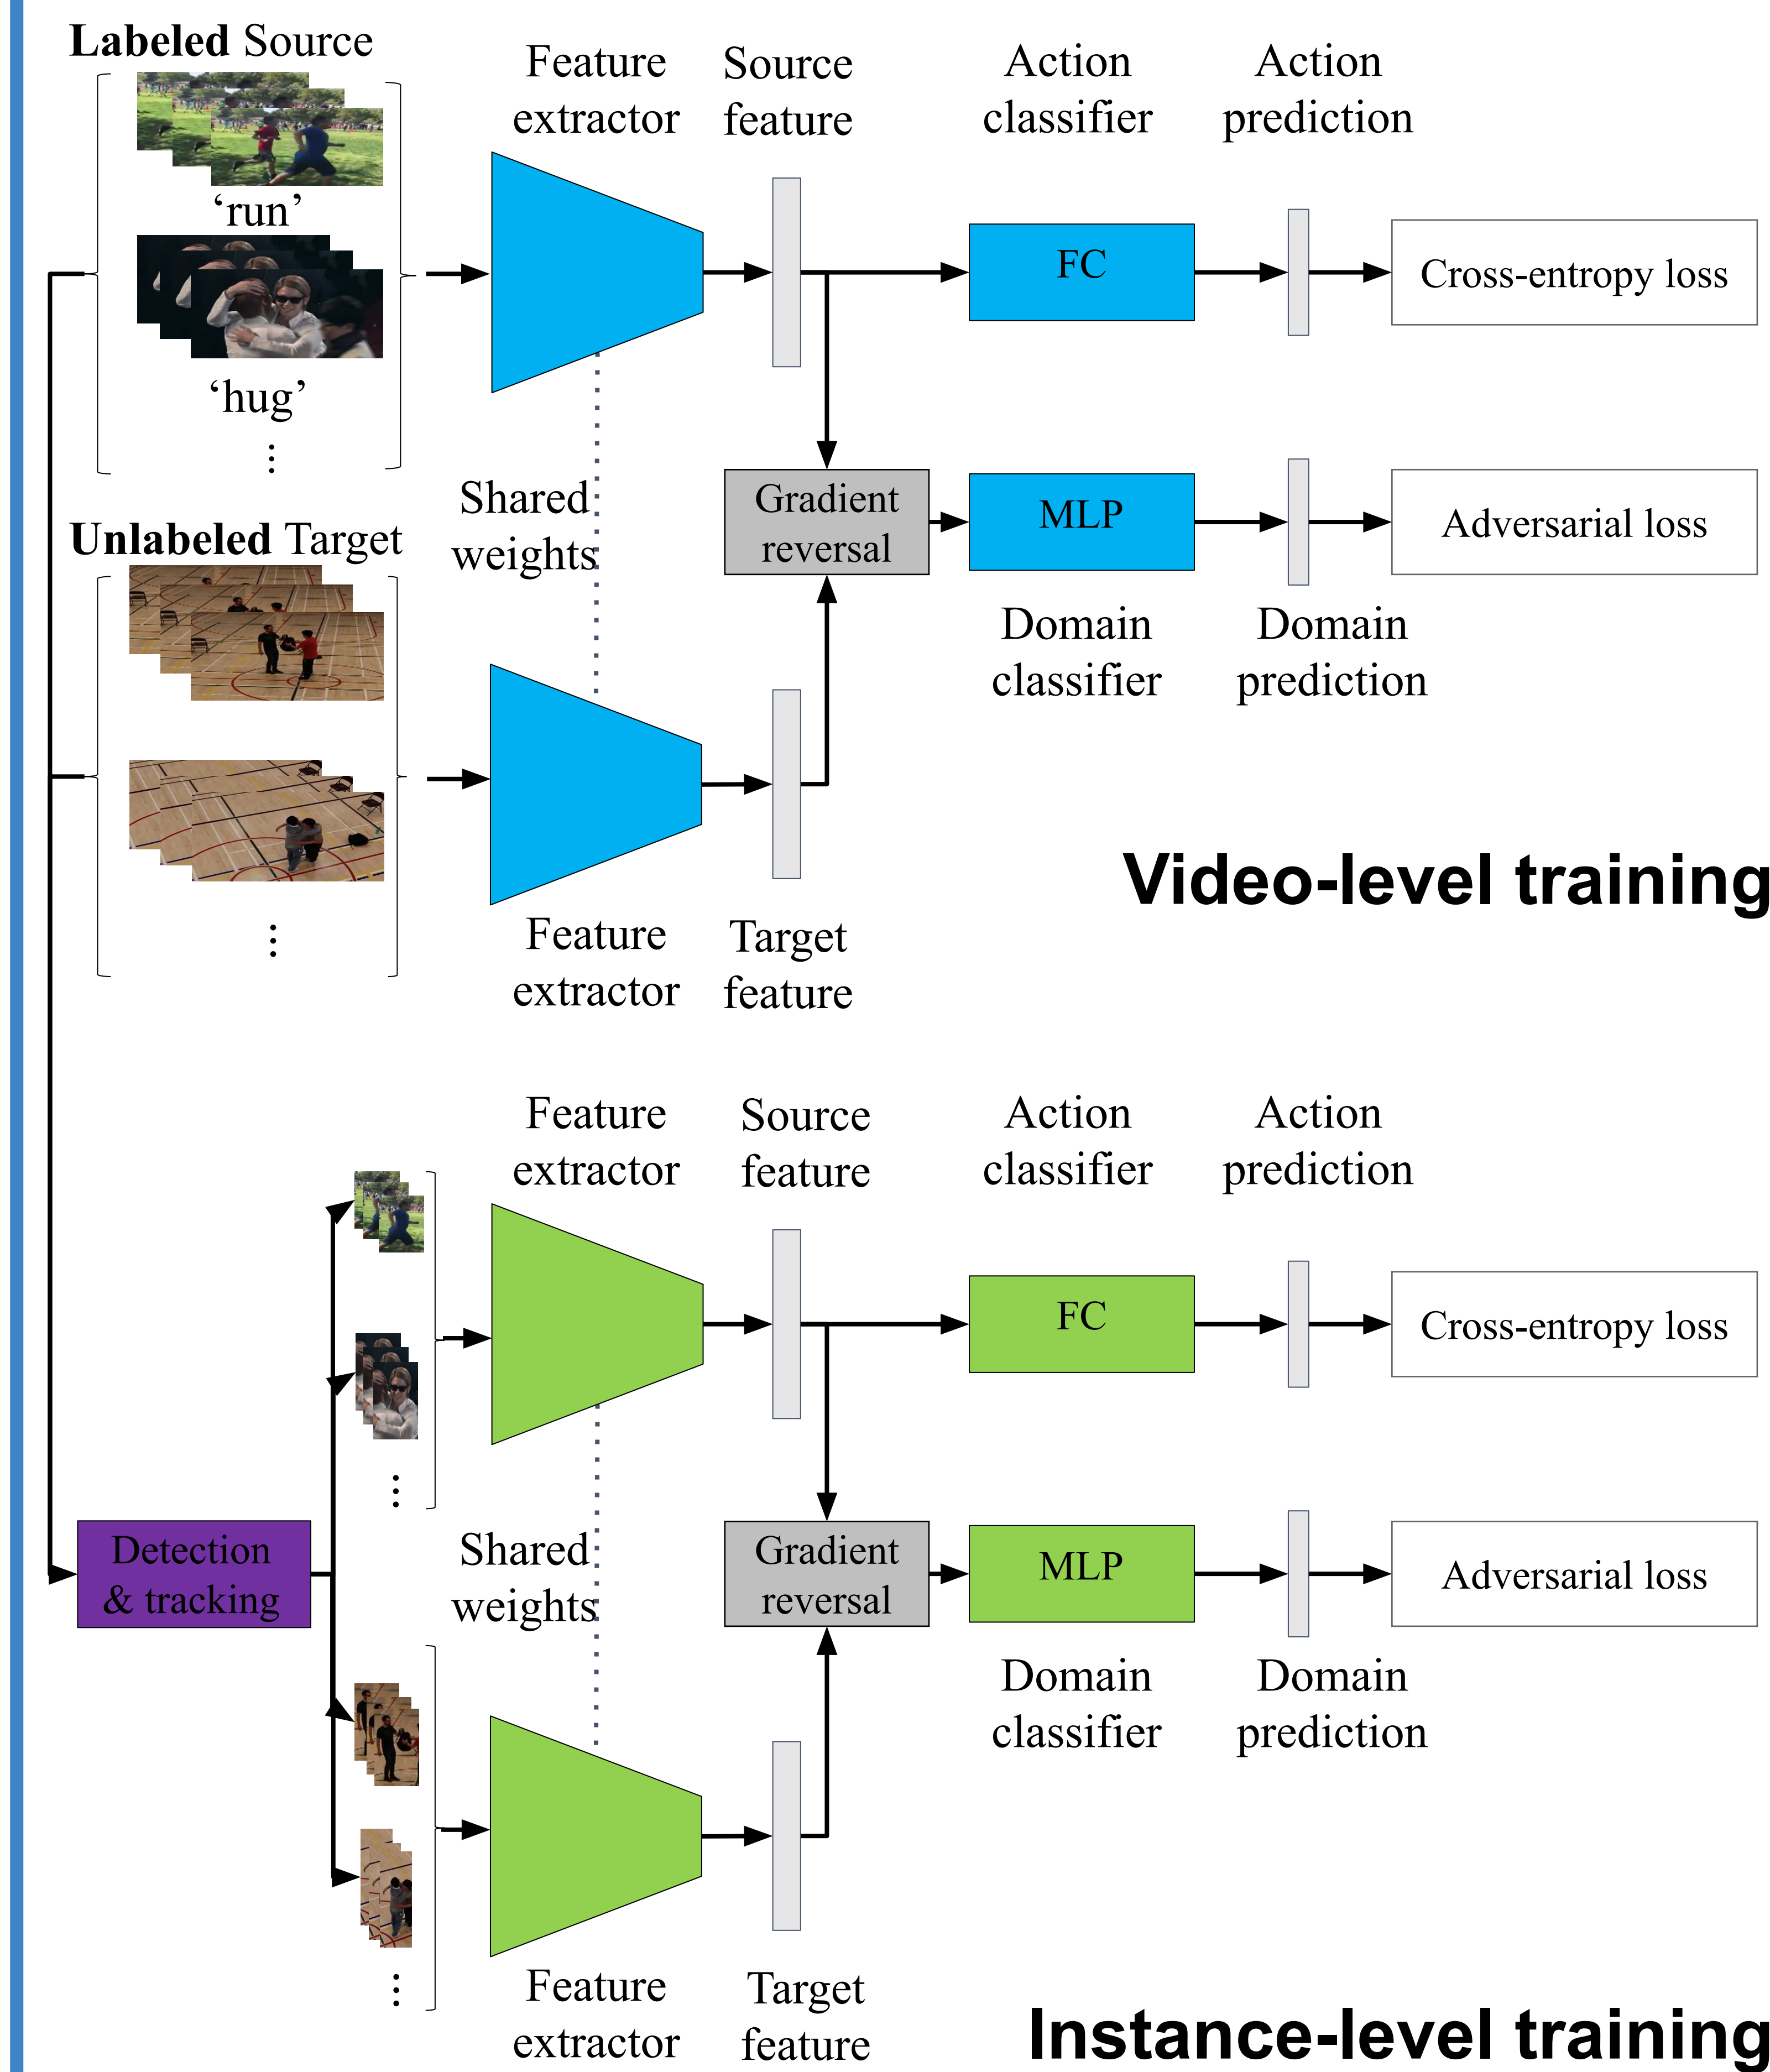 Labeled Source
Feature
extractor
Source
feature
Action
classifier
Action
prediction
‘run’
FC
Cross-entropy loss
‘hug’
⋮
Shared
weights
Gradient
reversal
MLP
Adversarial loss
Unlabeled Target
Domain
classifier
Domain
prediction
⋮
Video-level training
Feature
extractor
Target
feature
Feature
extractor
Source
feature
Action
classifier
Action
prediction
FC
Cross-entropy loss
⋮
Detection
& tracking
Shared
weights
Gradient
reversal
MLP
Adversarial loss
Domain
classifier
Domain
prediction
⋮
Feature
extractor
Target
feature
Instance-level training